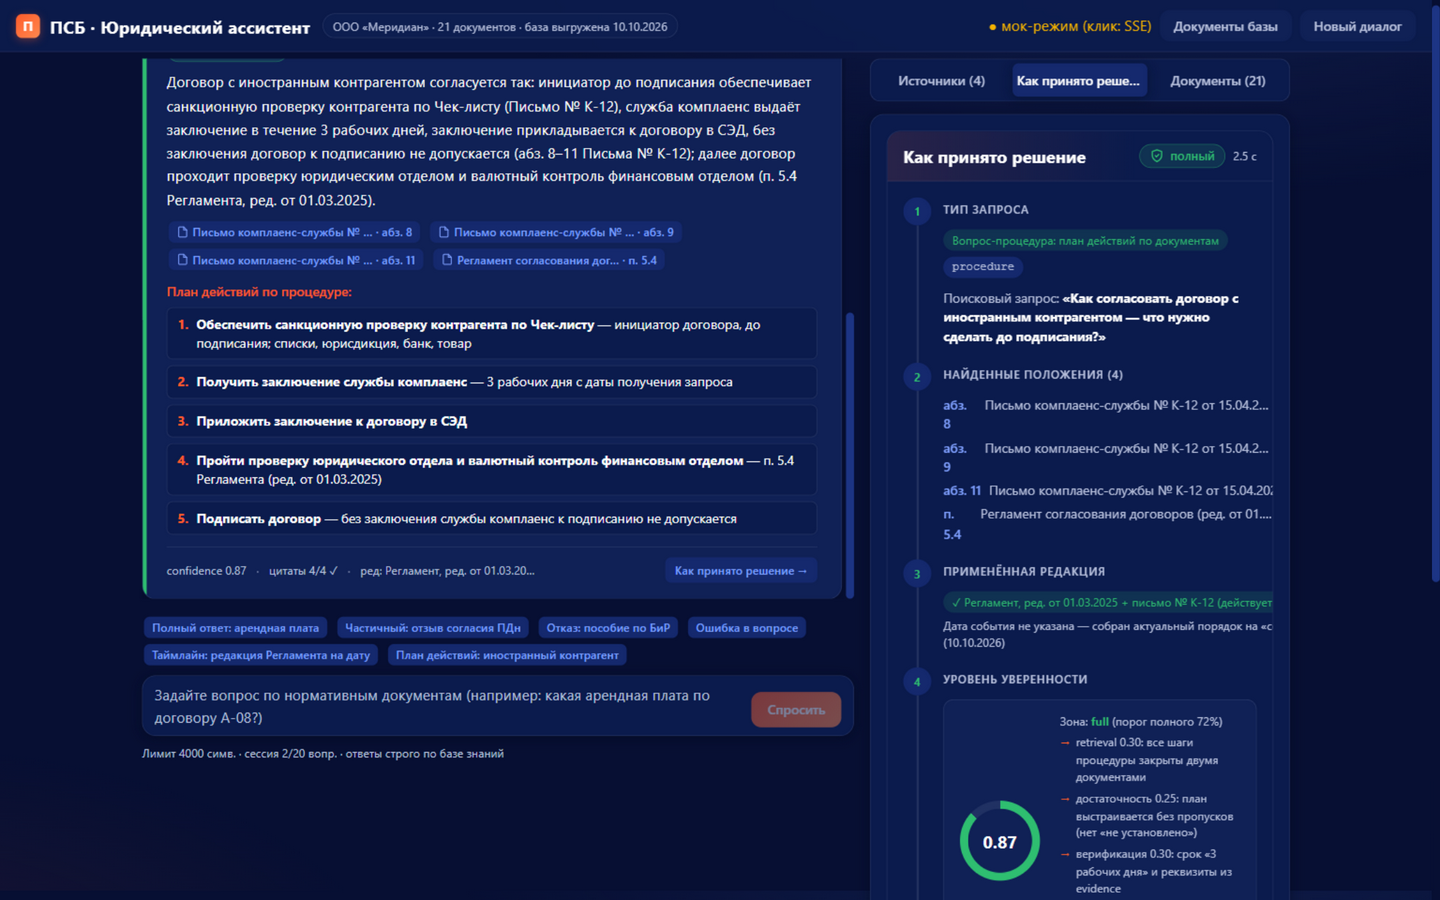 П ПСБ · Юридический ассистент
ООО «Меридиан» · 21 документов · база выгружена 10.10.2026
мок-режим (клик: SSE)
Документы базы
Новый диалог
Договор с иностранным контрагентом согласуется так: инициатор до подписания обеспечивает
санкционную проверку контрагента по Чек-листу (Письмо № К-12), служба комплаенс выдаёт
заключение в течение 3 рабочих дней, заключение прикладывается к договору в СЭД, без
заключения договор к подписанию не допускается (абз. 8–11 Письма № К-12); далее договор
проходит проверку юридическим отделом и валютный контроль финансовым отделом (п. 5.4
Регламента, ред. от 01.03.2025).
Письмо комплаенс-службы № ... · абз. 8
Письмо комплаенс-службы № ... · абз. 9
Письмо комплаенс-службы № ... · абз. 11
Регламент согласования дог... · п. 5.4
План действий по процедуре:
1. Обеспечить санкционную проверку контрагента по Чек-листу — инициатор договора, до
подписания; списки, юрисдикция, банк, товар
2. Получить заключение службы комплаенс — 3 рабочих дня с даты получения запроса
3. Приложить заключение к договору в СЭД
4. Пройти проверку юридического отдела и валютный контроль финансовым отделом — п. 5.4
Регламента (ред. от 01.03.2025)
5. Подписать договор — без заключения службы комплаенс к подписанию не допускается
confidence 0.87 · цитаты 4/4 ✓ · ред: Регламент, ред. от 01.03.20...
Как принято решение →
Полный ответ: арендная плата
Частичный: отзыв согласия ПДн
Отказ: пособие по БиР
Ошибка в вопросе
Таймлайн: редакция Регламента на дату
План действий: иностранный контрагент
Задайте вопрос по нормативным документам (например: какая арендная плата по
договору А-08?)
Спросить
Лимит 4000 симв. · сессия 2/20 вопр. · ответы строго по базе знаний
Источники (4)
Как принято реше...
Документы (21)
Как принято решение
полный
2.5 с
1 ТИП ЗАПРОСА
Вопрос-процедура: план действий по документам
procedure
Поисковый запрос: «Как согласовать договор с
иностранным контрагентом — что нужно
сделать до подписания?»
2 НАЙДЕННЫЕ ПОЛОЖЕНИЯ (4)
абз. 8 Письмо комплаенс-службы № К-12 от 15.04.2...
абз. 9 Письмо комплаенс-службы № К-12 от 15.04.2...
абз. 11 Письмо комплаенс-службы № К-12 от 15.04.202
п. 5.4 Регламент согласования договоров (ред. от 01....
3 ПРИМЕНЁННАЯ РЕДАКЦИЯ
✓ Регламент, ред. от 01.03.2025 + письмо № К-12 (действует
Дата события не указана — собран актуальный порядок на «с
(10.10.2026)
4 УРОВЕНЬ УВЕРЕННОСТИ
0.87
Зона: full (порог полного 72%)
→ retrieval 0.30: все шаги
процедуры закрыты двумя
документами
→ достаточность 0.25: план
выстраивается без пропусков
(нет «не установлено»)
→ верификация 0.30: срок «3
рабочих дня» и реквизиты из
evidence